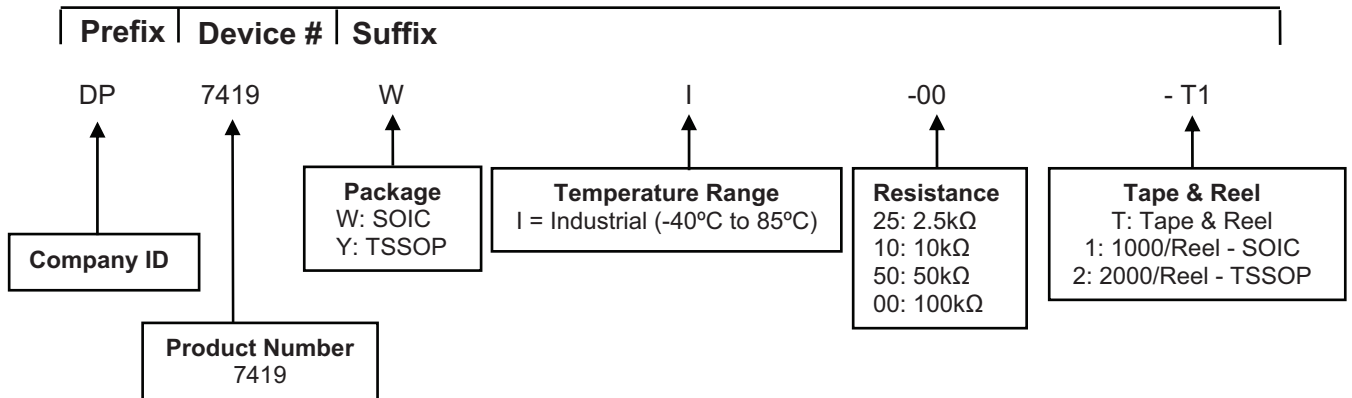 Prefix Device # Suffix
DP 7419 W I -00 - T1
Package
W: SOIC
Y: TSSOP
Temperature Range
I = Industrial (-40ºC to 85ºC)
Resistance
25: 2.5kΩ
10: 10kΩ
50: 50kΩ
00: 100kΩ
Tape & Reel
T: Tape & Reel
1: 1000/Reel - SOIC
2: 2000/Reel - TSSOP
Company ID
Product Number
7419